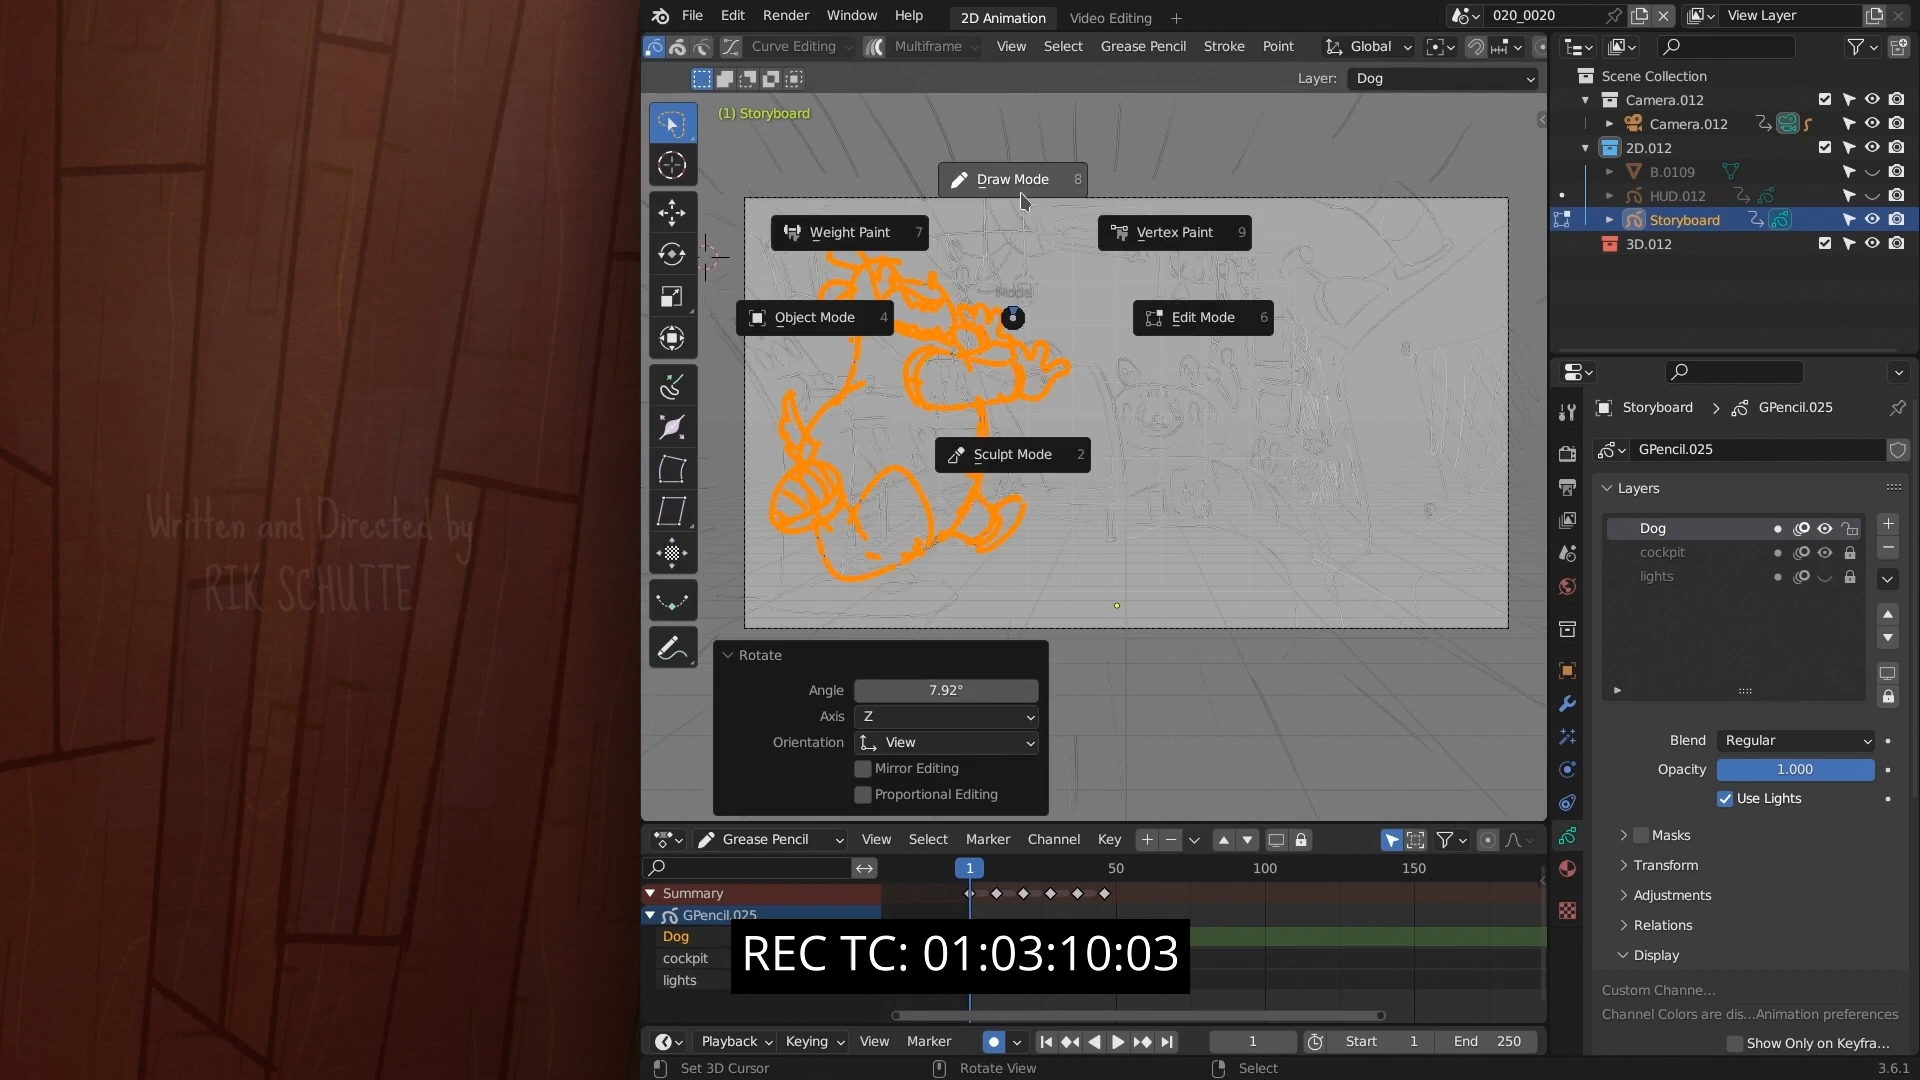 Written and Directed by
RIK SCHUTTE
File Edit Render Window Help 2D Animation Video Editing + 020_0020 View Layer
Curve Editing Multiframe View Select Grease Pencil Stroke Point Global
Layer: Dog
(1) Storyboard
Draw Mode 8
Weight Paint 7
Vertex Paint 9
Mode
Object Mode 4
Edit Mode 6
Sculpt Mode 2
Rotate
Angle 7.92°
Axis Z
Orientation View
Mirror Editing
Proportional Editing
Grease Pencil View Select Marker Channel Key
1 50 100 150
Summary
GPencil.025
Dog
cockpit
lights
REC TC: 01:03:10:03
Playback Keying View Marker 1 Start 1 End 250
Set 3D Cursor Rotate View Select 3.6.1
Scene Collection
Camera.012
Camera.012
2D.012
B.0109
HUD.012
Storyboard
3D.012
Storyboard > GPencil.025
GPencil.025
Layers
Dog
cockpit
lights
Blend Regular
Opacity 1.000
Use Lights
Masks
Transform
Adjustments
Relations
Display
Custom Channe...
Channel Colors are dis...Animation preferences
Show Only on Keyfra...